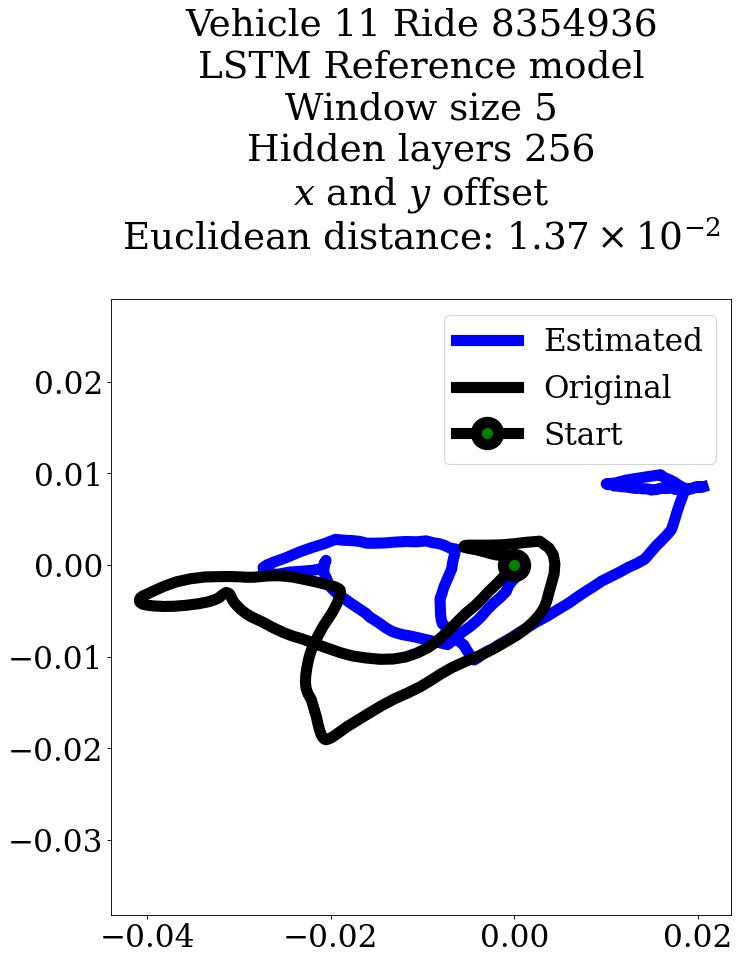 Vehicle 11 Ride 8354936
LSTM Reference model
Window size 5
Hidden layers 256
x and y offset
Euclidean distance: 1.37 × 10⁻²
Estimated
Original
Start
0.02
0.01
0.00
−0.01
−0.02
−0.03
−0.04
−0.02
0.00
0.02